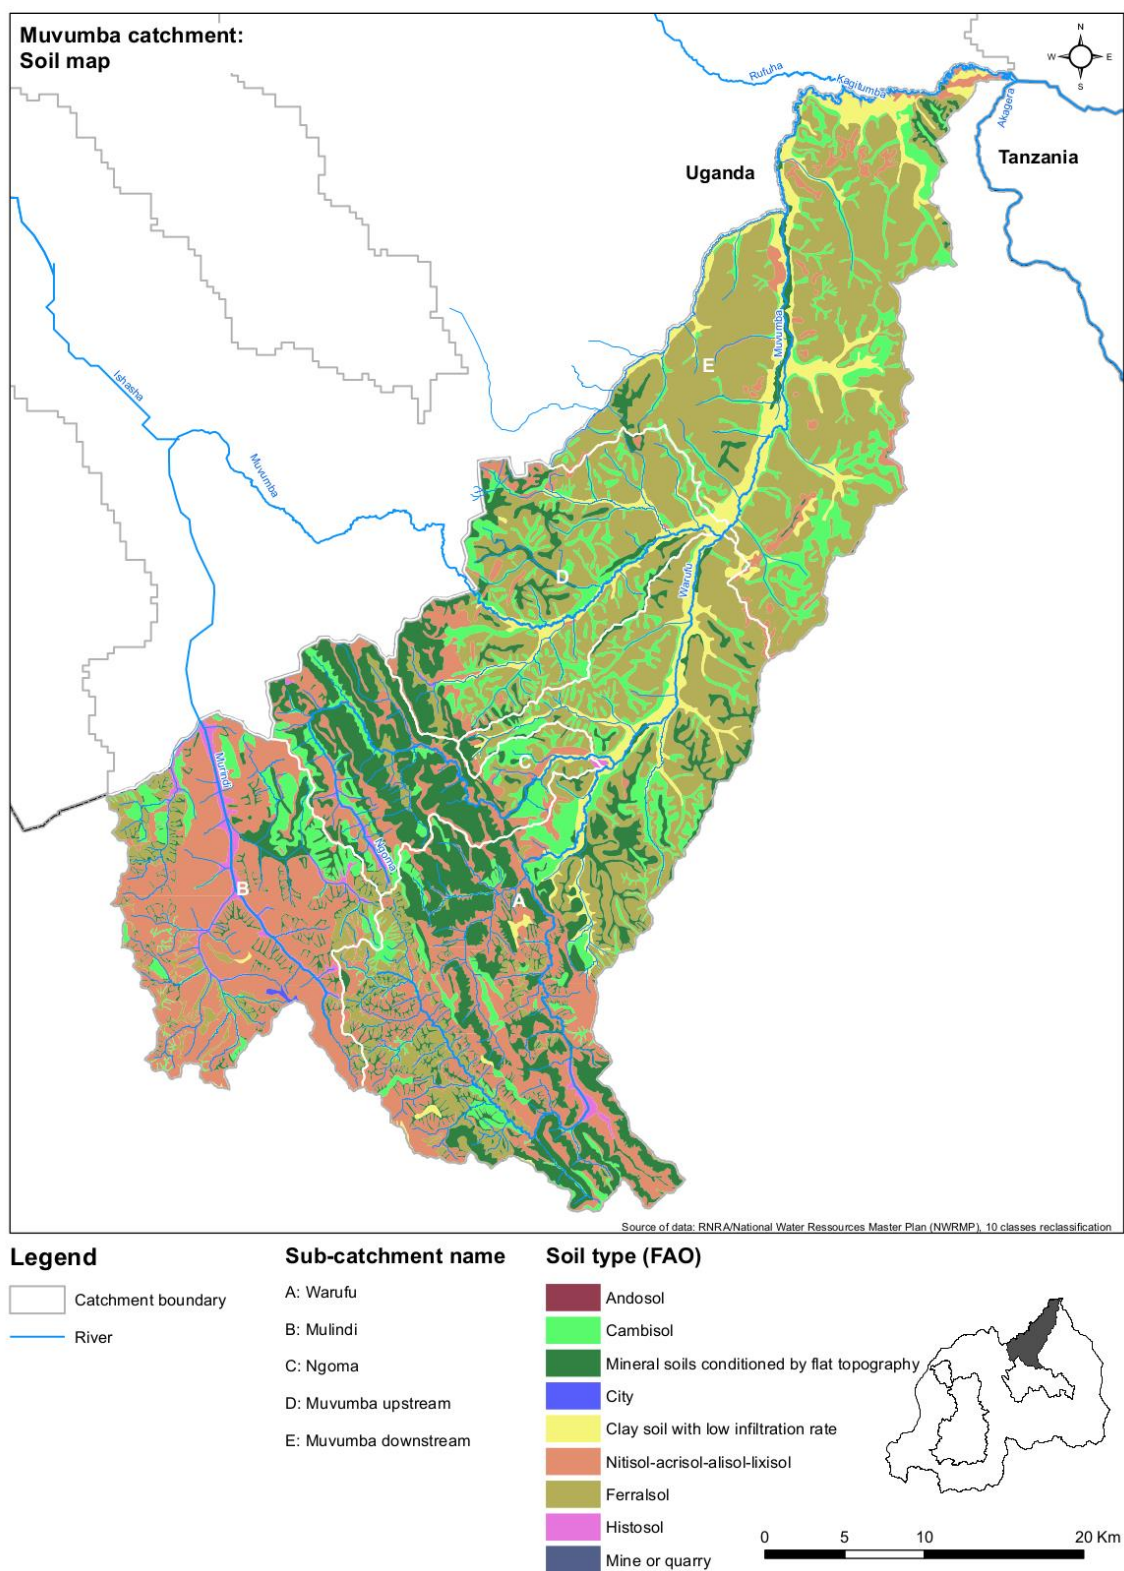 Muvumba catchment:
Soil map
N
W
E
S
Rufuha
Kagitumba
Akagera
Uganda
Tanzania
Muvumba
E
Ishasha
Muvumba
D
Warufu
C
Murindi
Ngoma
B
A
Source of data: RNRA/National Water Ressources Master Plan (NWRMP), 10 classes reclassification
Legend
Catchment boundary
River
Sub-catchment name
A: Warufu
B: Mulindi
C: Ngoma
D: Muvumba upstream
E: Muvumba downstream
Soil type (FAO)
Andosol
Cambisol
Mineral soils conditioned by flat topography
City
Clay soil with low infiltration rate
Nitisol-acrisol-alisol-lixisol
Ferralsol
Histosol
Mine or quarry
0 5 10 20 Km